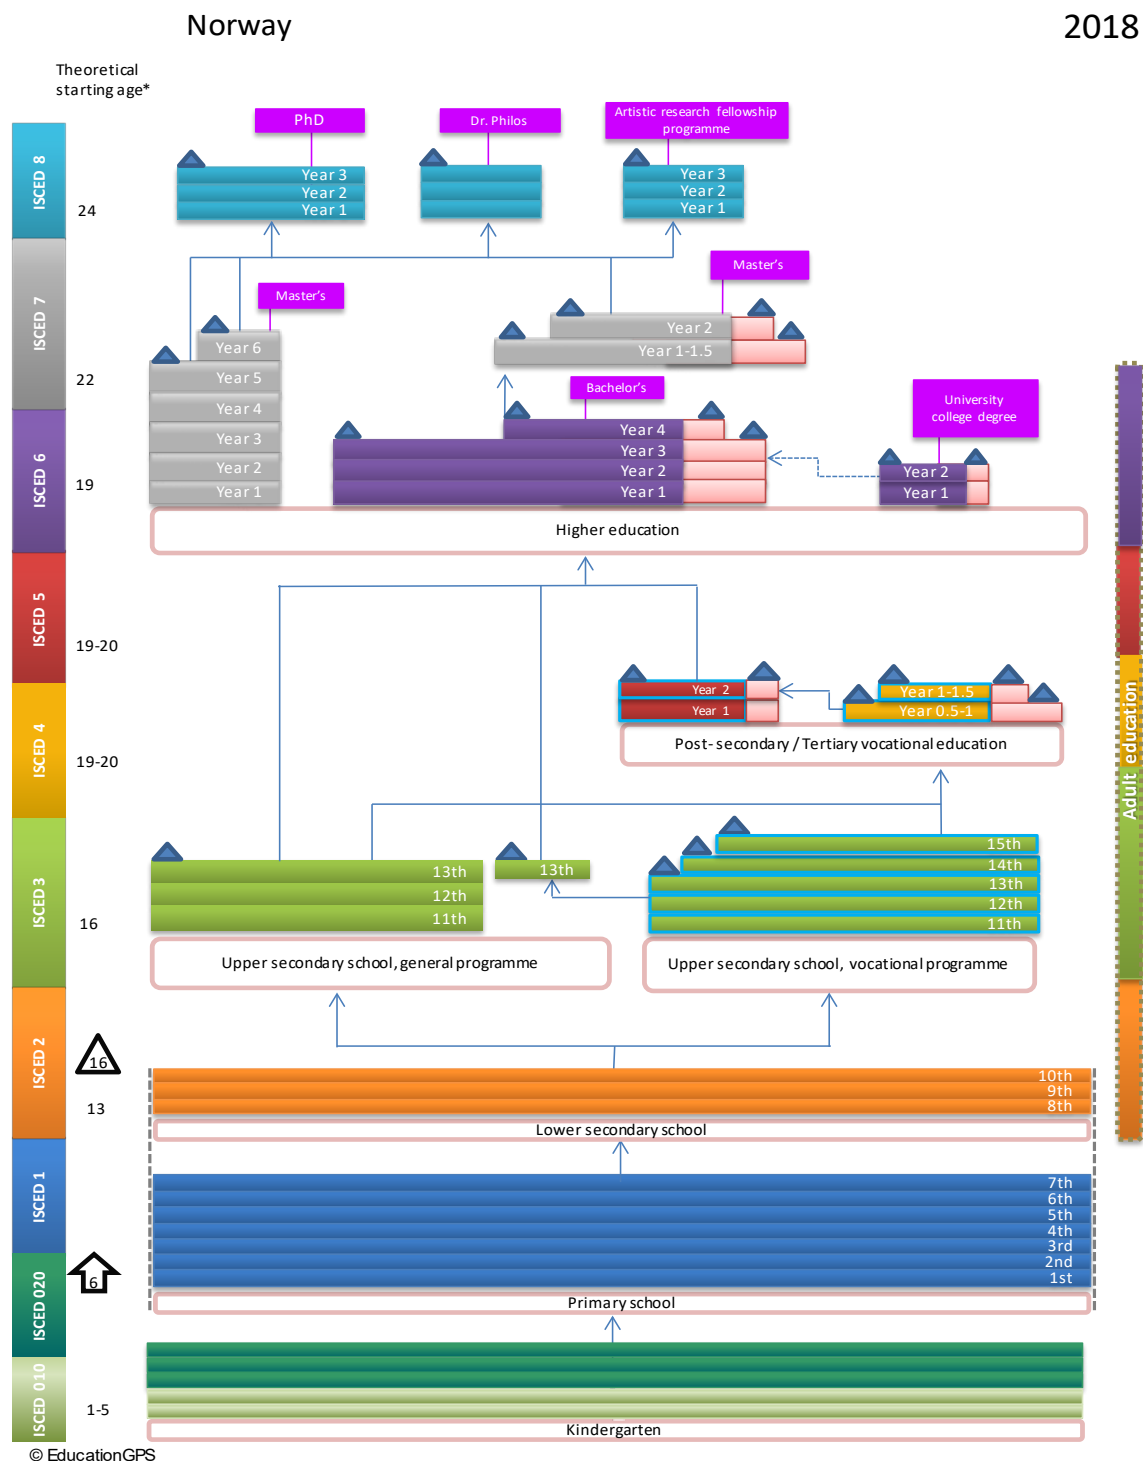 Norway
2018
Theoretical
starting age*
ISCED 8
24
PhD
Dr. Philos
Artistic research fellowship
programme
Year 3
Year 2
Year 1
Year 3
Year 2
Year 1
ISCED 7
22
Master's
Master's
Year 6
Year 5
Year 4
Year 3
Year 2
Year 1
Year 2
Year 1-1.5
ISCED 6
19
Bachelor's
University
college degree
Year 4
Year 3
Year 2
Year 1
Year 2
Year 1
Higher education
ISCED 5
19-20
Year 2
Year 1
Year 1-1.5
Year 0.5-1
Post- secondary / Tertiary vocational education
ISCED 4
19-20
Adult education
ISCED 3
16
13th
12th
11th
13th
15th
14th
13th
12th
11th
Upper secondary school, general programme
Upper secondary school, vocational programme
ISCED 2
16
13
10th
9th
8th
Lower secondary school
ISCED 1
7th
6th
5th
4th
3rd
2nd
1st
6
Primary school
ISCED 020
ISCED 010
1-5
Kindergarten
© EducationGPS